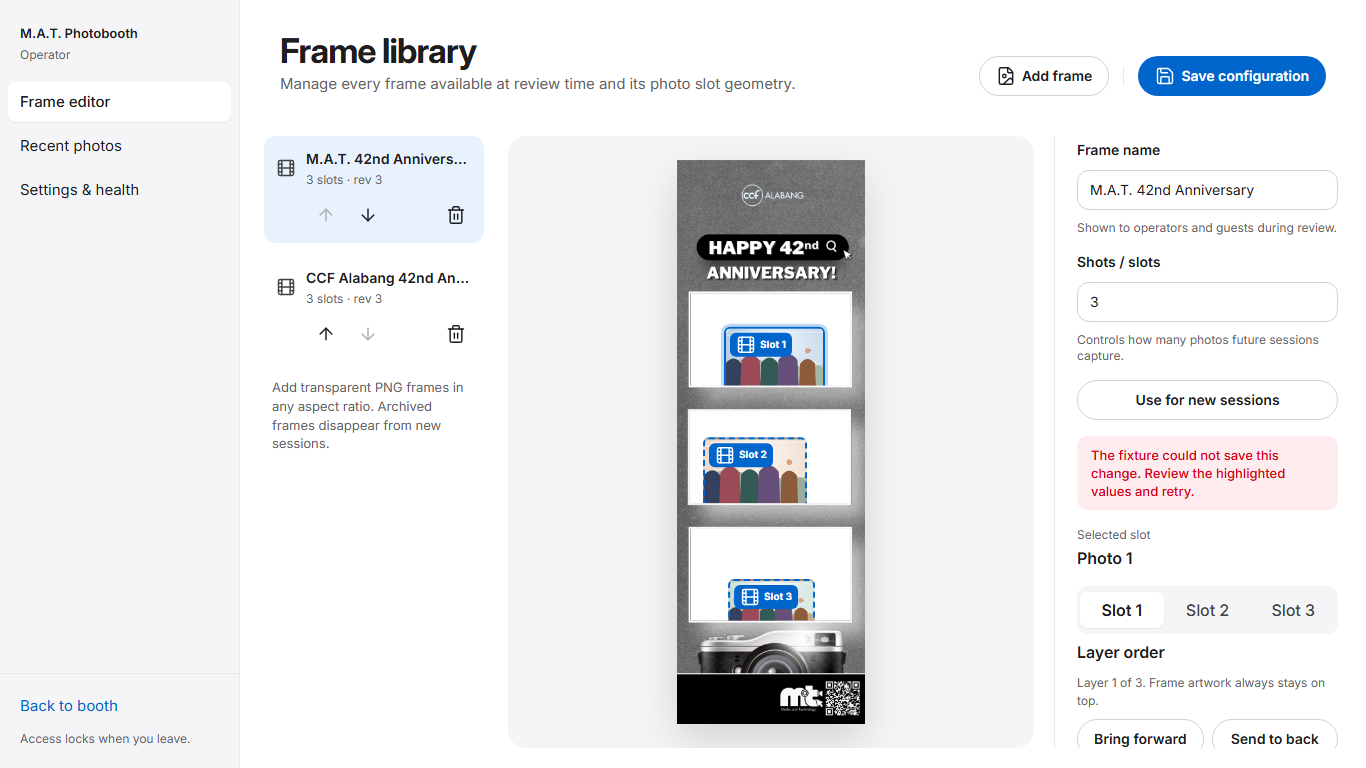 M.A.T. Photobooth
Operator
Frame editor
Recent photos
Settings & health
Back to booth
Access locks when you leave.
Frame library
Manage every frame available at review time and its photo slot geometry.
Add frame
Save configuration
M.A.T. 42nd Annivers...
3 slots · rev 3
CCF Alabang 42nd An...
3 slots · rev 3
Add transparent PNG frames in
any aspect ratio. Archived
frames disappear from new
sessions.
ccf ALABANG
HAPPY 42nd
ANNIVERSARY!
Slot 1
Slot 2
Slot 3
mt
Media and Technology
Frame name
M.A.T. 42nd Anniversary
Shown to operators and guests during review.
Shots / slots
3
Controls how many photos future sessions
capture.
Use for new sessions
The fixture could not save this
change. Review the highlighted
values and retry.
Selected slot
Photo 1
Slot 1
Slot 2
Slot 3
Layer order
Layer 1 of 3. Frame artwork always stays on
top.
Bring forward
Send to back